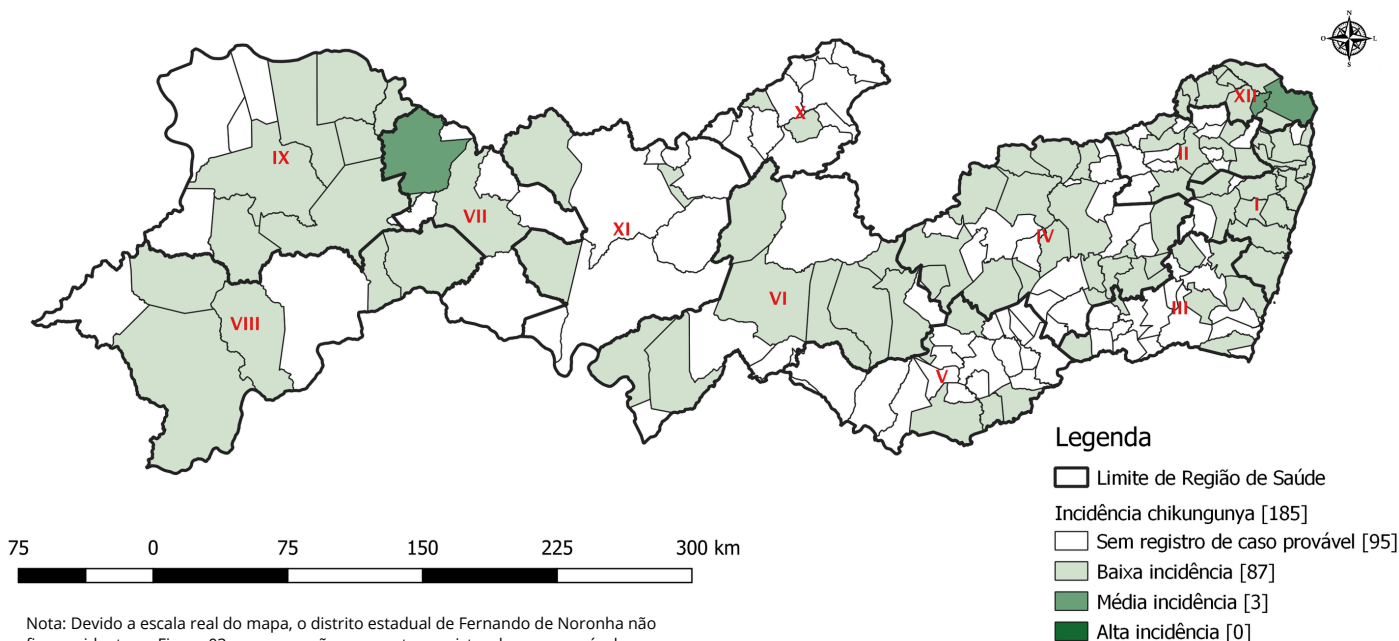 N
O
L
S
XII
X
II
IX
I
VII
XI
IV
VI
VIII
III
V
Legenda
Limite de Região de Saúde
Incidência chikungunya [185]
Sem registro de caso provável [95]
Baixa incidência [87]
Média incidência [3]
Alta incidência [0]
75 0 75 150 225 300 km
Nota: Devido a escala real do mapa, o distrito estadual de Fernando de Noronha não